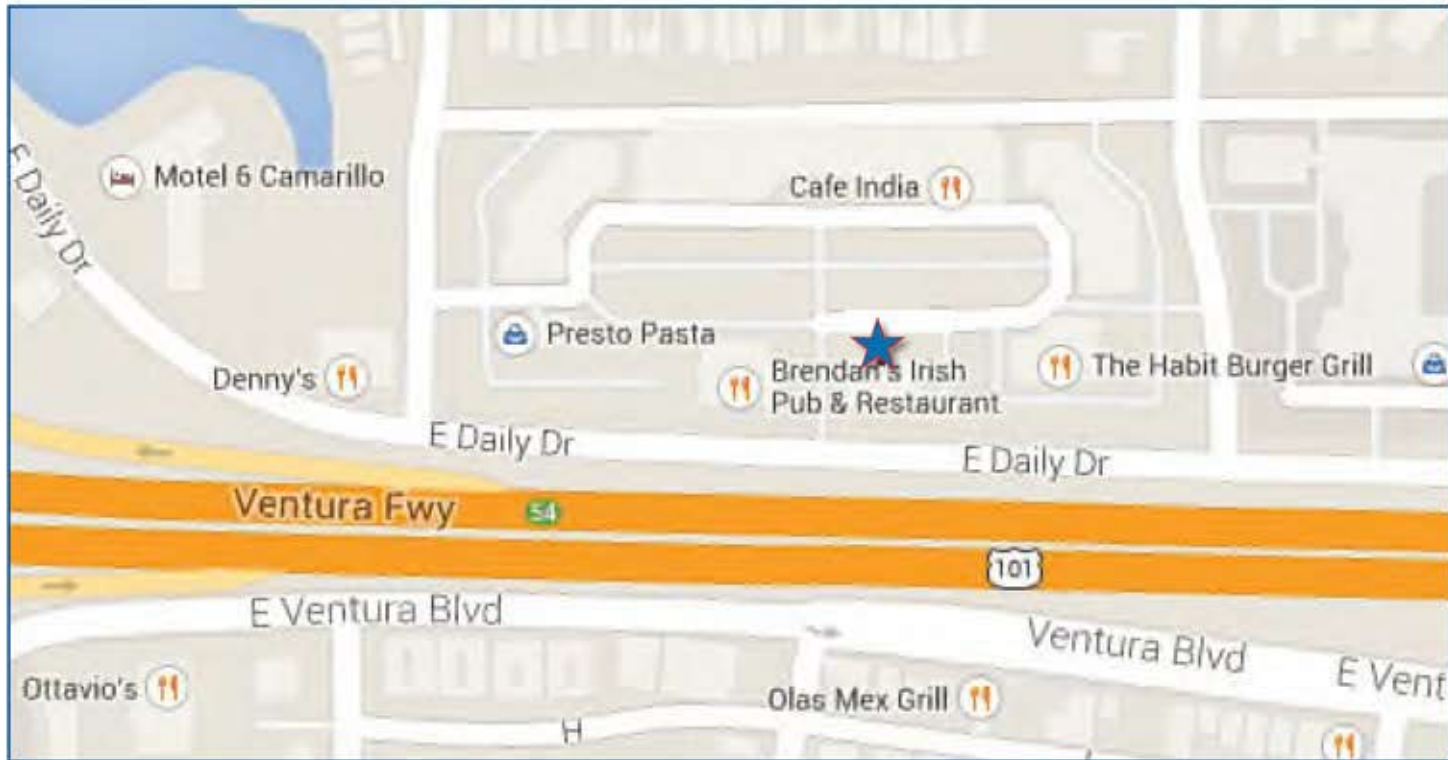 Motel 6 Camarillo
Cafe India
E Daily Dr
Presto Pasta
Denny's
Brendan's Irish
Pub & Restaurant
The Habit Burger Grill
E Daily Dr
E Daily Dr
Ventura Fwy
54
101
E Ventura Blvd
Ventura Blvd
E Vent
Ottavio's
Olas Mex Grill
H